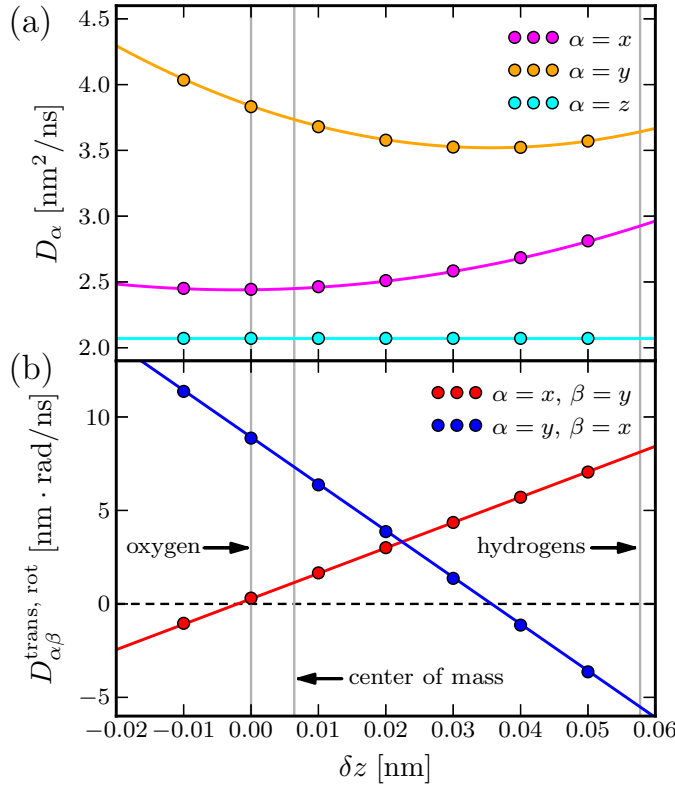 (a)
4.5
4.0
3.5
3.0
2.5
2.0
D_α [nm²/ns]
α = x
α = y
α = z
(b)
10
5
0
−5
D_{αβ}^{trans, rot} [nm · rad/ns]
α = x, β = y
α = y, β = x
oxygen
hydrogens
center of mass
−0.02 −0.01 0.00 0.01 0.02 0.03 0.04 0.05 0.06
δz [nm]